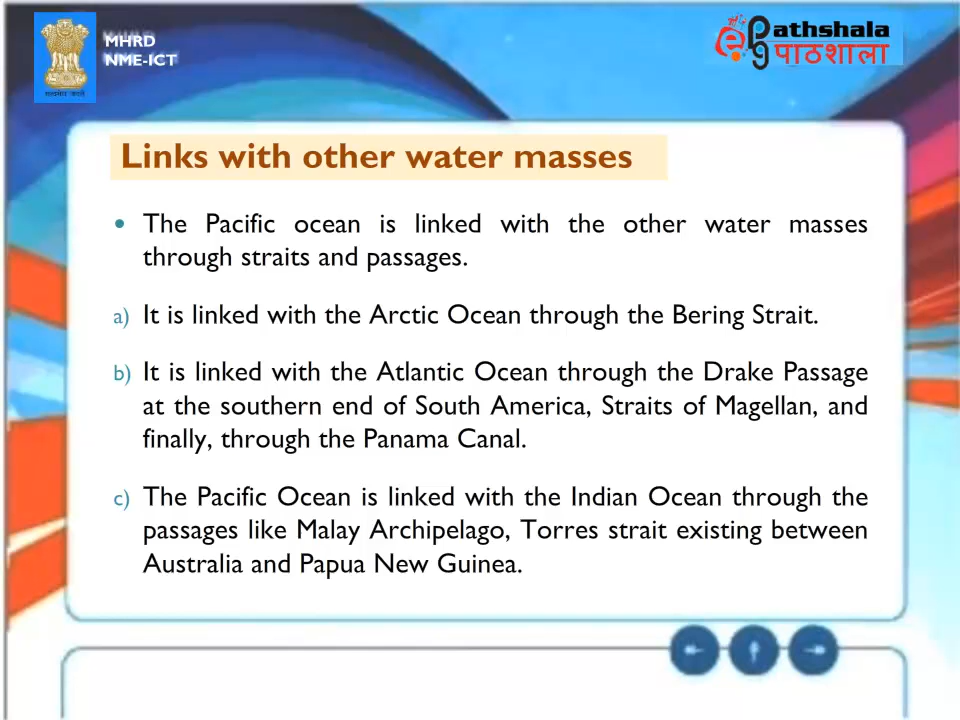 MHRD
NME-ICT
ePathshala
पाठशाला
Links with other water masses
• The Pacific ocean is linked with the other water masses
through straits and passages.
a) It is linked with the Arctic Ocean through the Bering Strait.
b) It is linked with the Atlantic Ocean through the Drake Passage
at the southern end of South America, Straits of Magellan, and
finally, through the Panama Canal.
c) The Pacific Ocean is linked with the Indian Ocean through the
passages like Malay Archipelago, Torres strait existing between
Australia and Papua New Guinea.